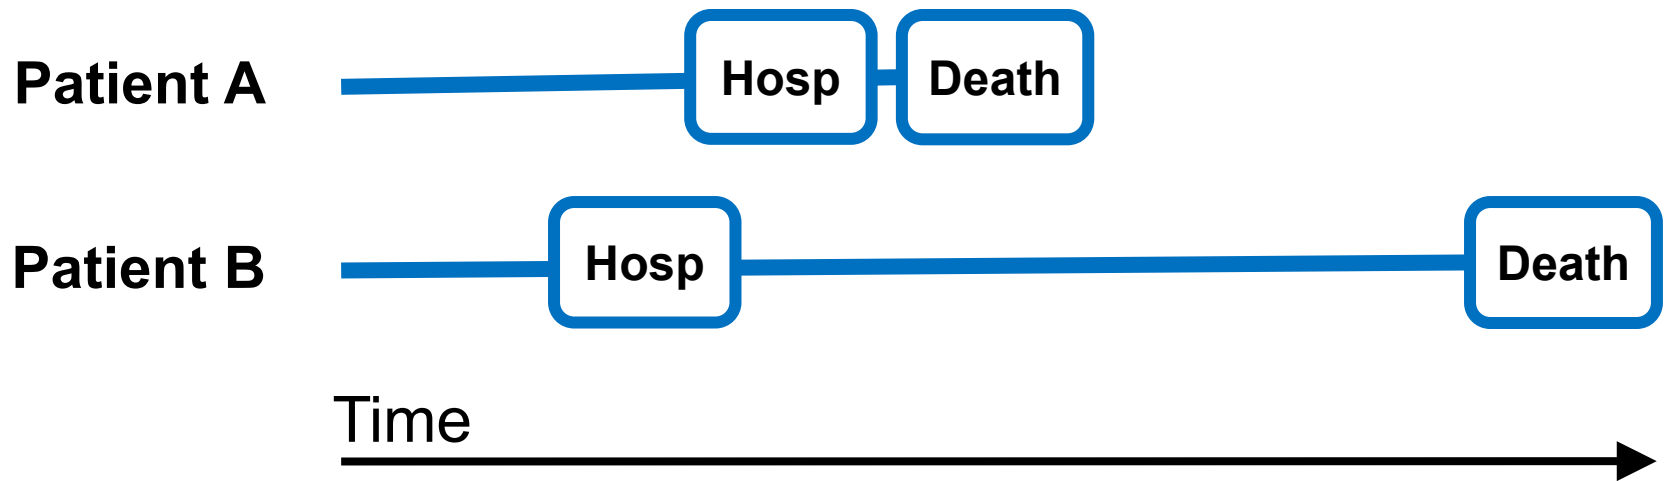 Patient A
Hosp
Death
Patient B
Hosp
Death
Time